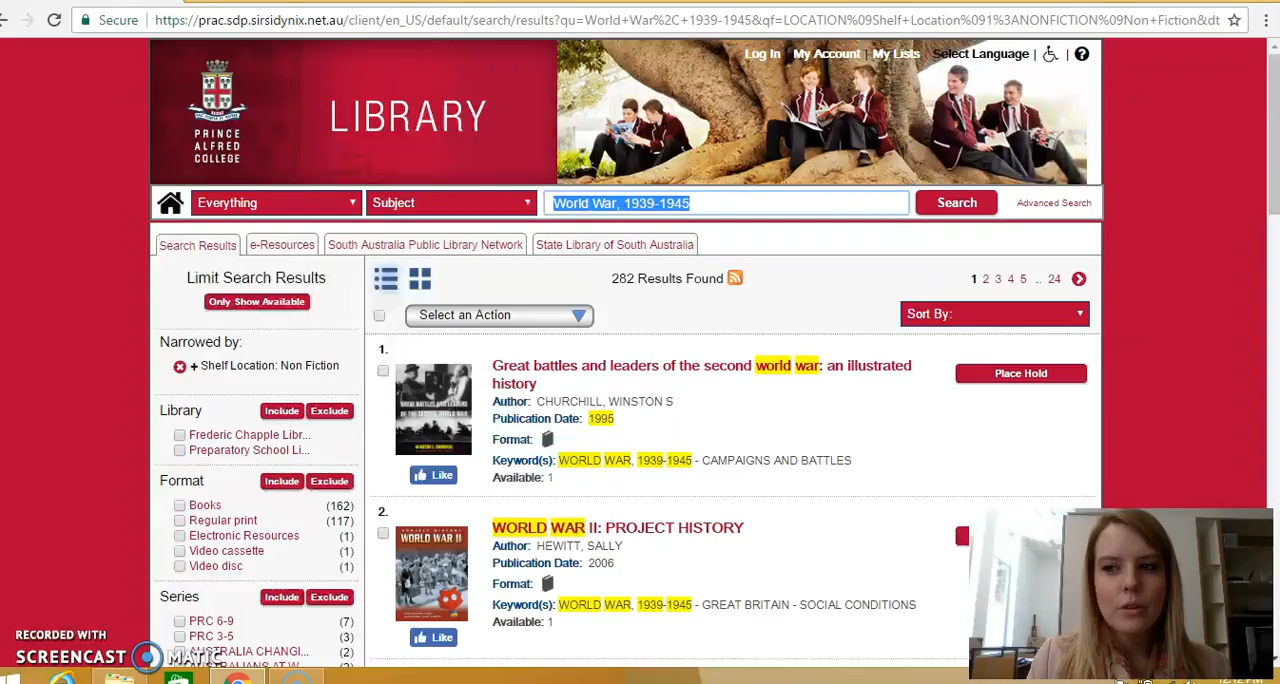 Secure
https://prac.sdp.sirsidynix.net.au/client/en_US/default/search/results?qu=World+War%2C+1939-1945&qf=LOCATION%09Shelf+Location%091%3ANONFICTION%09Non+Fiction&dt
Log In My Account My Lists Select Language | | ?
PRINCE
ALFRED
COLLEGE
LIBRARY
Everything Subject World War, 1939-1945 Search Advanced Search
Search Results e-Resources South Australia Public Library Network State Library of South Australia
Limit Search Results
Only Show Available
282 Results Found
1 2 3 4 5 .. 24
Select an Action
Sort By:
Narrowed by:
+ Shelf Location: Non Fiction
Library Include Exclude
Frederic Chapple Libr...
Preparatory School Li...
Format Include Exclude
Books (162)
Regular print (117)
Electronic Resources (1)
Video cassette (1)
Video disc (1)
Series Include Exclude
PRC 6-9 (7)
PRC 3-5 (3)
1.
Great battles and leaders of the second world war: an illustrated
history
Author: CHURCHILL, WINSTON S
Publication Date: 1995
Format:
Keyword(s): WORLD WAR, 1939-1945 - CAMPAIGNS AND BATTLES
Available: 1
Place Hold
Like
2.
WORLD WAR II: PROJECT HISTORY
Author: HEWITT, SALLY
Publication Date: 2006
Format:
Keyword(s): WORLD WAR, 1939-1945 - GREAT BRITAIN - SOCIAL CONDITIONS
Available: 1
WORLD WAR II
Like
RECORDED WITH
SCREENCAST MATIC